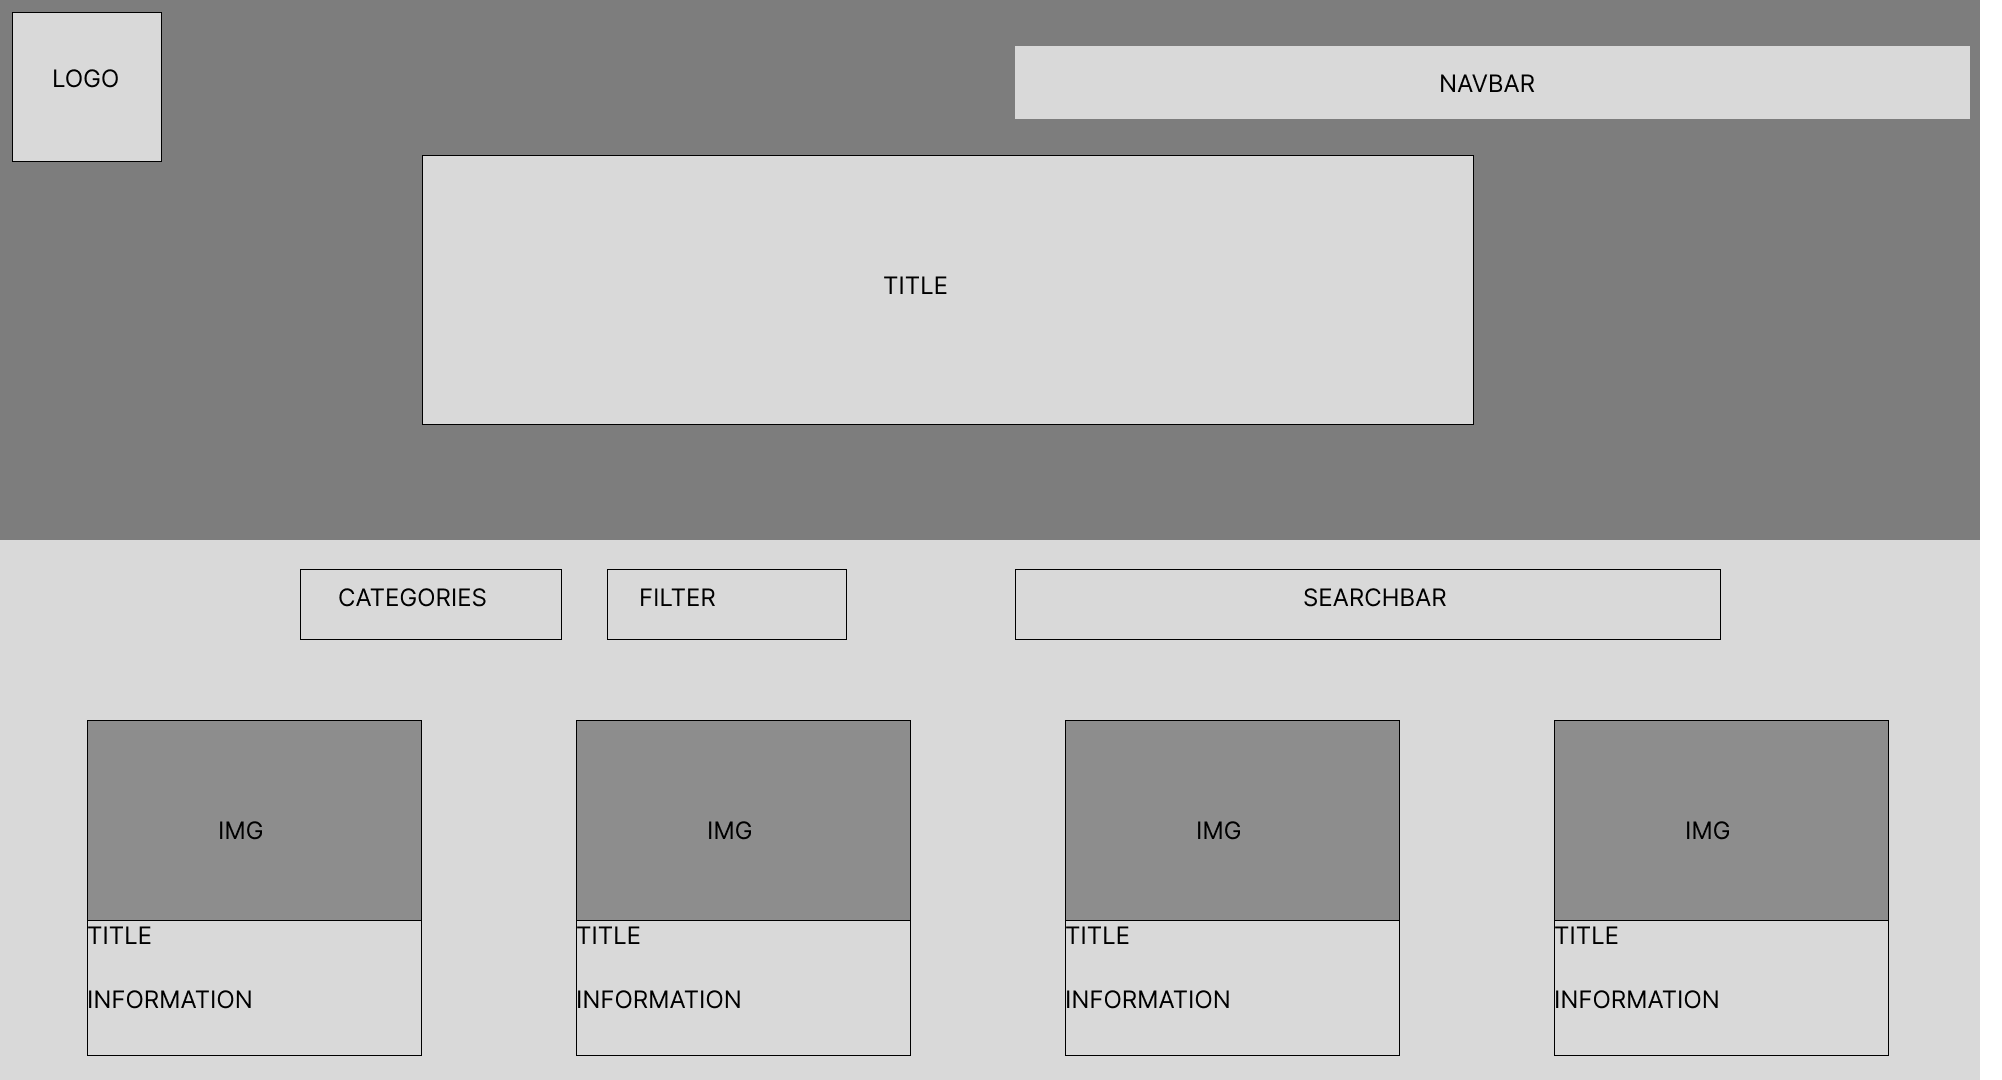 LOGO
NAVBAR
TITLE
CATEGORIES
FILTER
SEARCHBAR
IMG
TITLE
INFORMATION
IMG
TITLE
INFORMATION
IMG
TITLE
INFORMATION
IMG
TITLE
INFORMATION